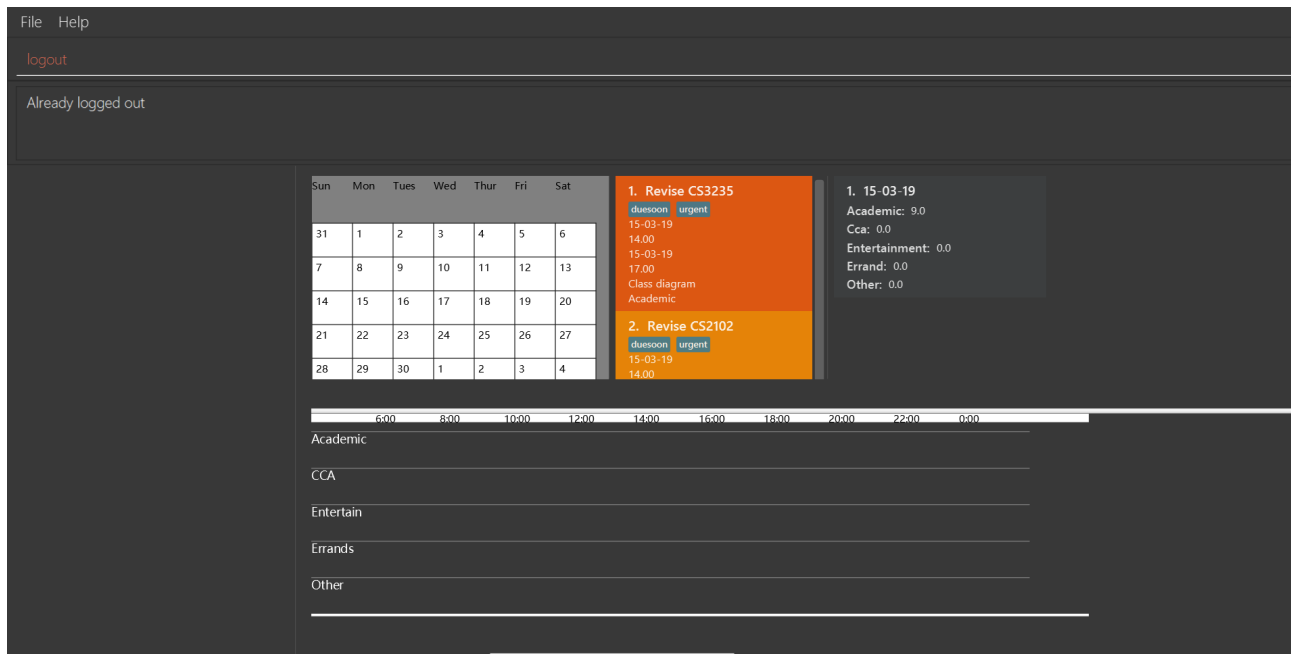 File Help
logout
Already logged out
Sun Mon Tues Wed Thur Fri Sat
31 1 2 3 4 5 6
7 8 9 10 11 12 13
14 15 16 17 18 19 20
21 22 23 24 25 26 27
28 29 30 1 2 3 4
1. Revise CS3235
duesoon urgent
15-03-19
14.00
15-03-19
17.00
Class diagram
Academic
2. Revise CS2102
duesoon urgent
15-03-19
14.00
1. 15-03-19
Academic: 9.0
Cca: 0.0
Entertainment: 0.0
Errand: 0.0
Other: 0.0
6:00 8:00 10:00 12:00 14:00 16:00 18:00 20:00 22:00 0:00
Academic
CCA
Entertain
Errands
Other